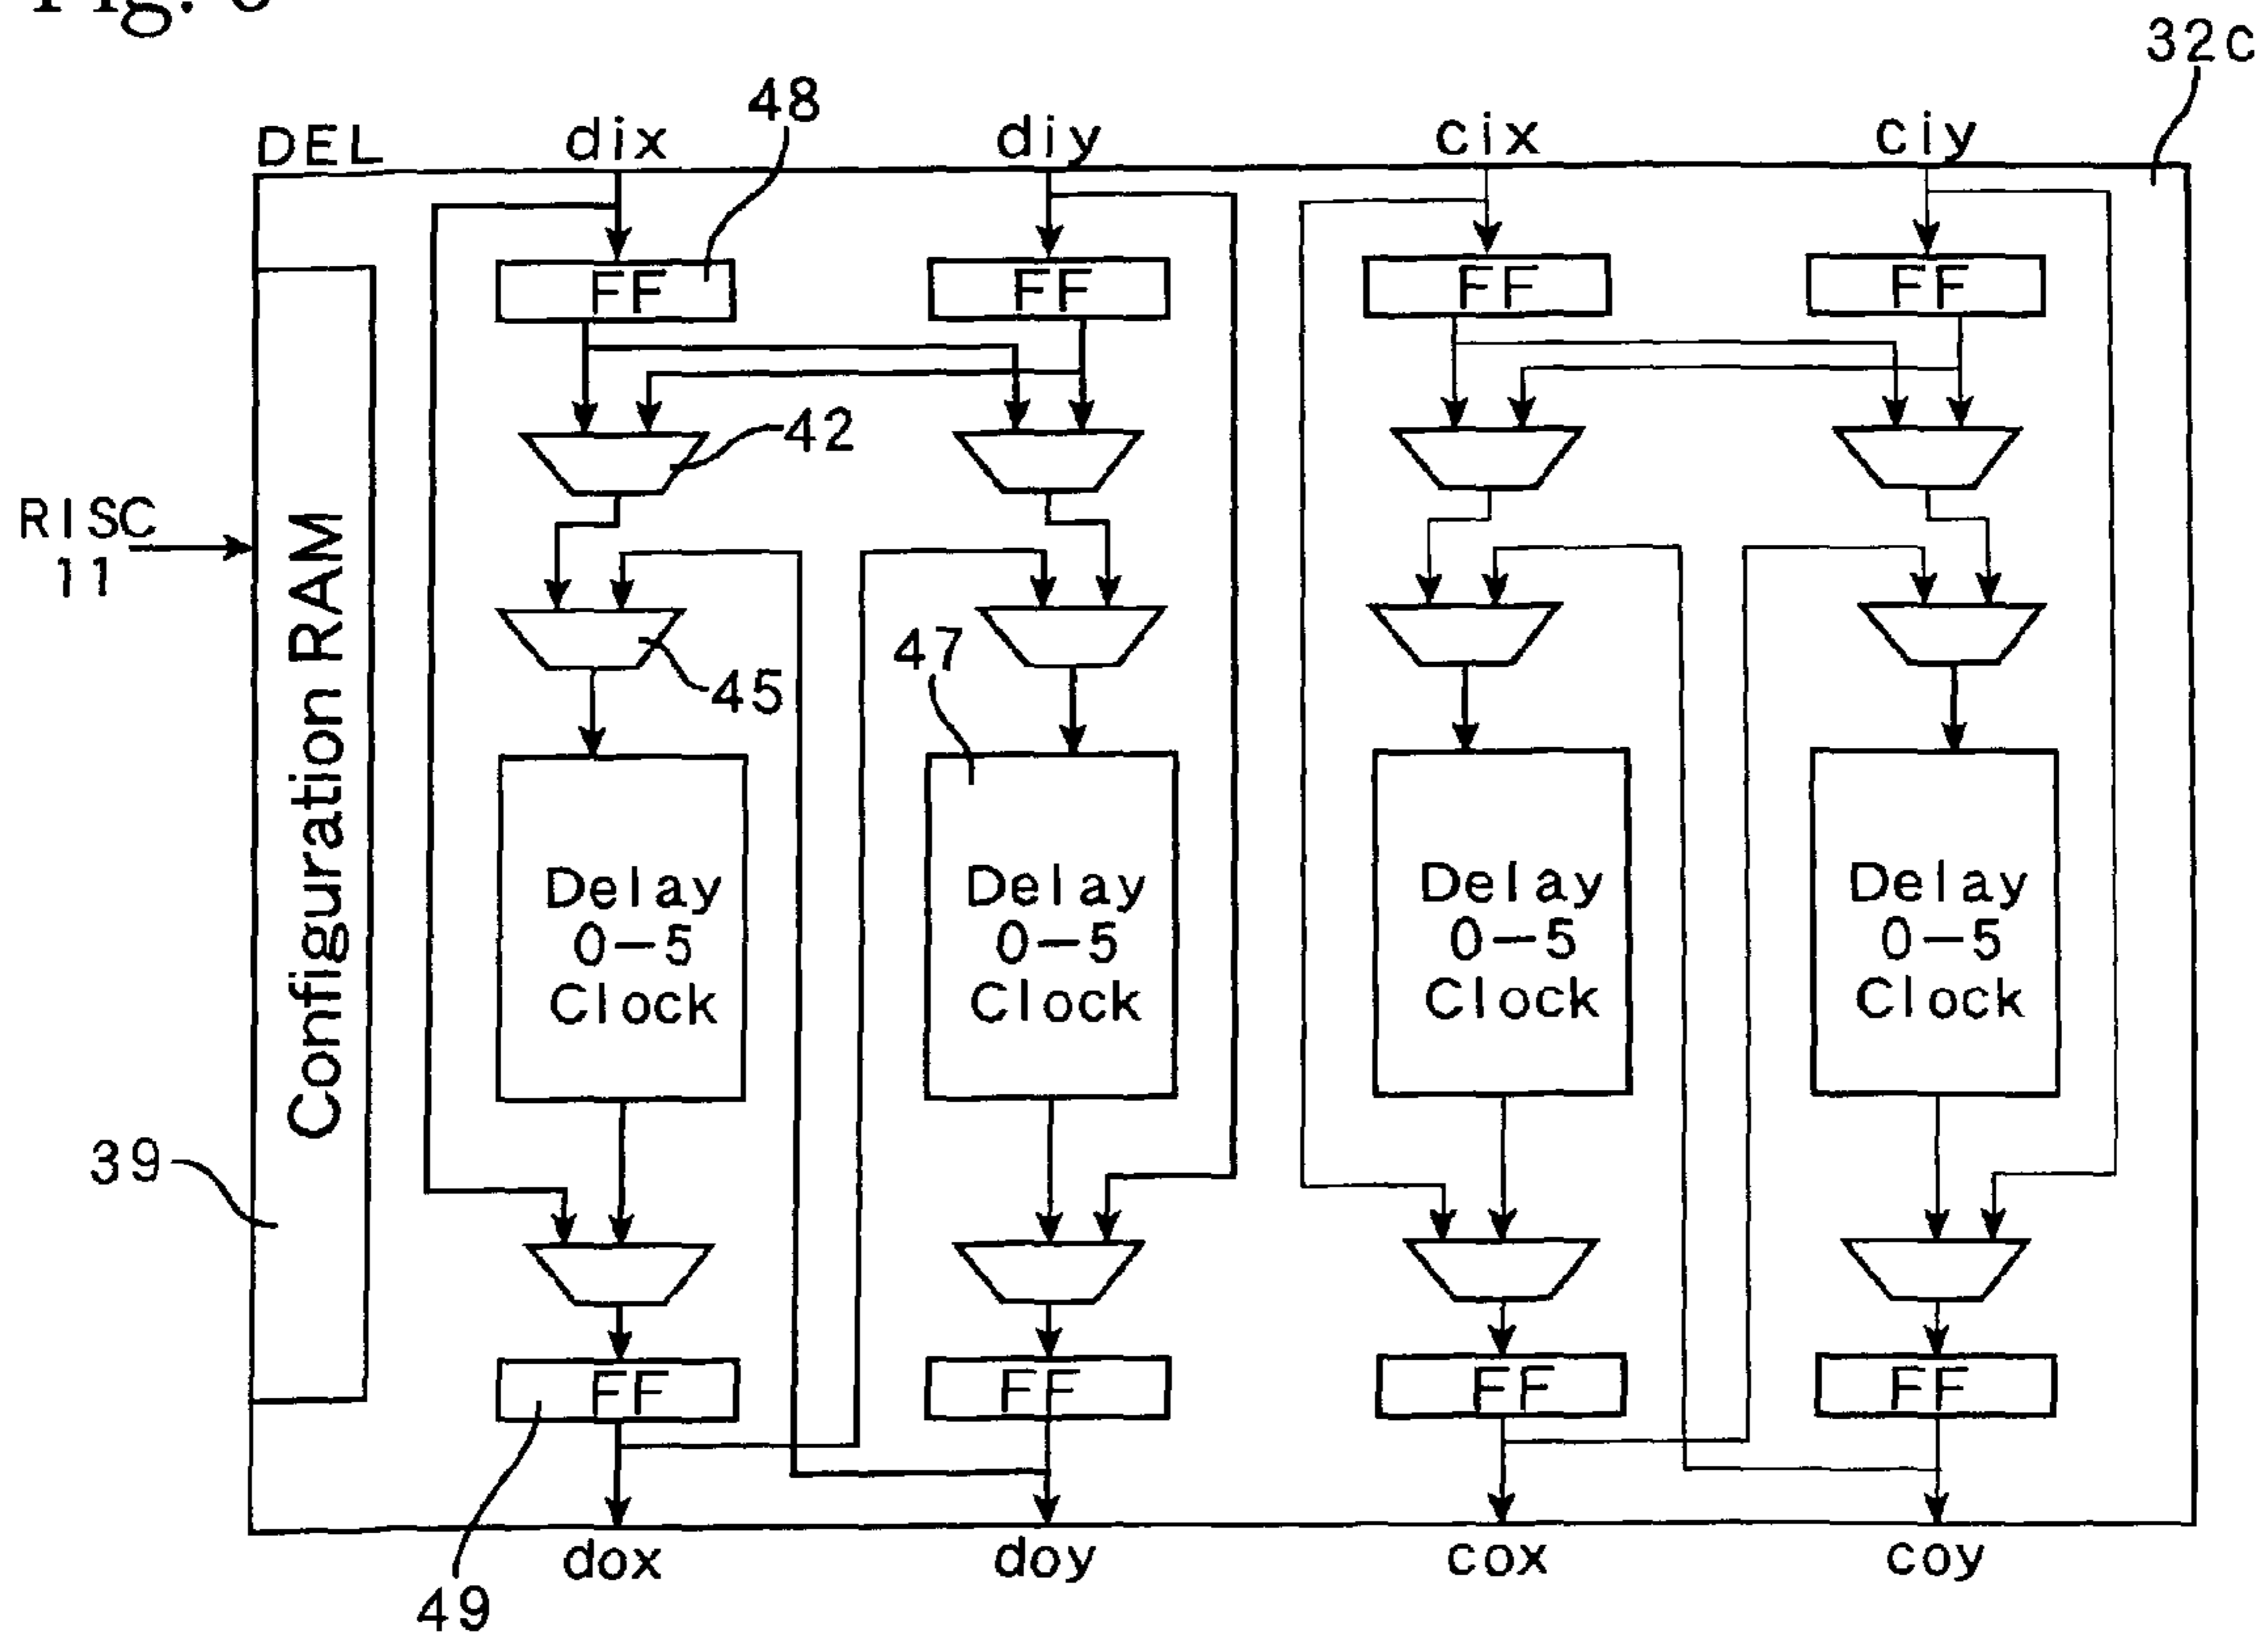 32c
48
DEL dix diy cix ciy
FF FF FF FF
42
RISC
11
Configuration RAM
45
47
Delay
0-5
Clock
Delay
0-5
Clock
Delay
0-5
Clock
Delay
0-5
Clock
39
FF FF FF FF
dox doy cox coy
49